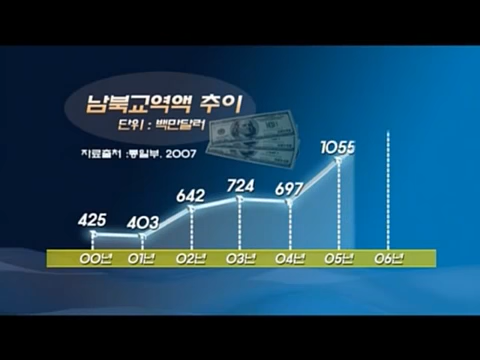 남북교역액 추이
단위 : 백만달러
자료출처 :통일부, 2007
425
403
642
724
697
1055
00년
01년
02년
03년
04년
05년
06년